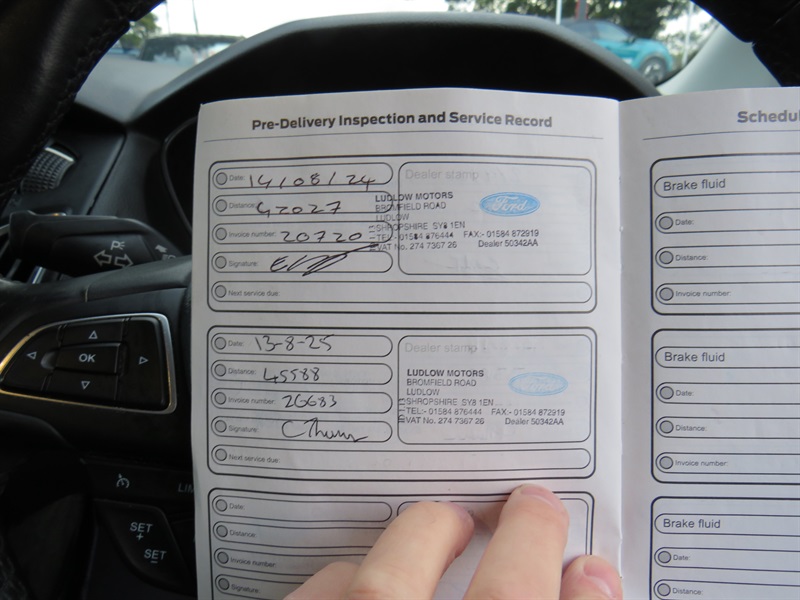 Pre-Delivery Inspection and Service Record
Date: 14/08/24
Distance: 42027
Invoice number: 20720
Signature:
Next service due:
Dealer stamp
LUDLOW MOTORS
BROMFIELD ROAD
LUDLOW
SHROPSHIRE SY8 1EN
TEL:- 01584 876444 FAX:- 01584 872919
VAT No. 274 7367 26 Dealer 50342AA
Ford
Date: 13-8-25
Distance: 45588
Invoice number: 26683
Signature:
Next service due:
Dealer stamp
LUDLOW MOTORS
BROMFIELD ROAD
LUDLOW
SHROPSHIRE SY8 1EN
TEL:- 01584 876444 FAX:- 01584 872919
VAT No. 274 7367 26 Dealer 50342AA
Ford
Date:
Distance:
Invoice number:
Signature:
Schedul
Brake fluid
Date:
Distance:
Invoice number:
Brake fluid
Date:
Distance:
Invoice number:
Brake fluid
Date:
Distance:
OK
LIM
SET
+
SET
-